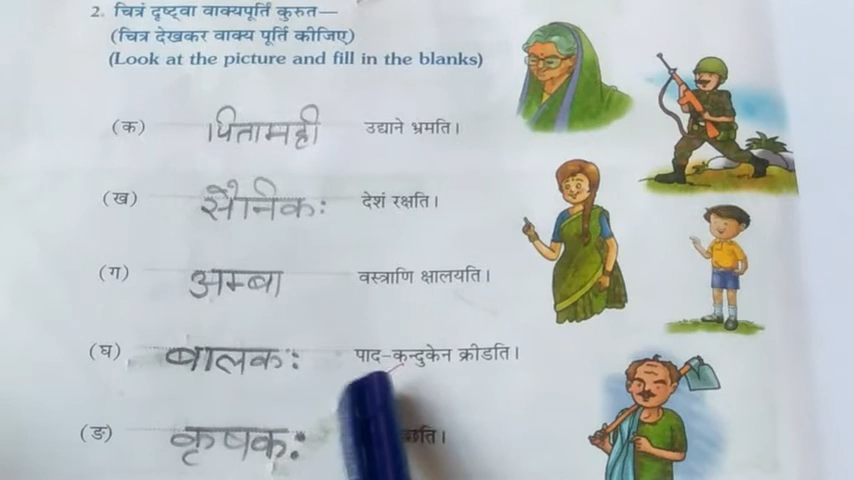 2. चित्रं दृष्ट्वा वाक्यपूर्तिं कुरुत—
(चित्र देखकर वाक्य पूर्ति कीजिए)
(Look at the picture and fill in the blanks)
(क) पितामही उद्याने भ्रमति।
(ख) सैनिकः देशं रक्षति।
(ग) अम्बा वस्त्राणि क्षालयति।
(घ) बालकः पाद-कन्दुकेन क्रीडति।
(ङ) कृषकः